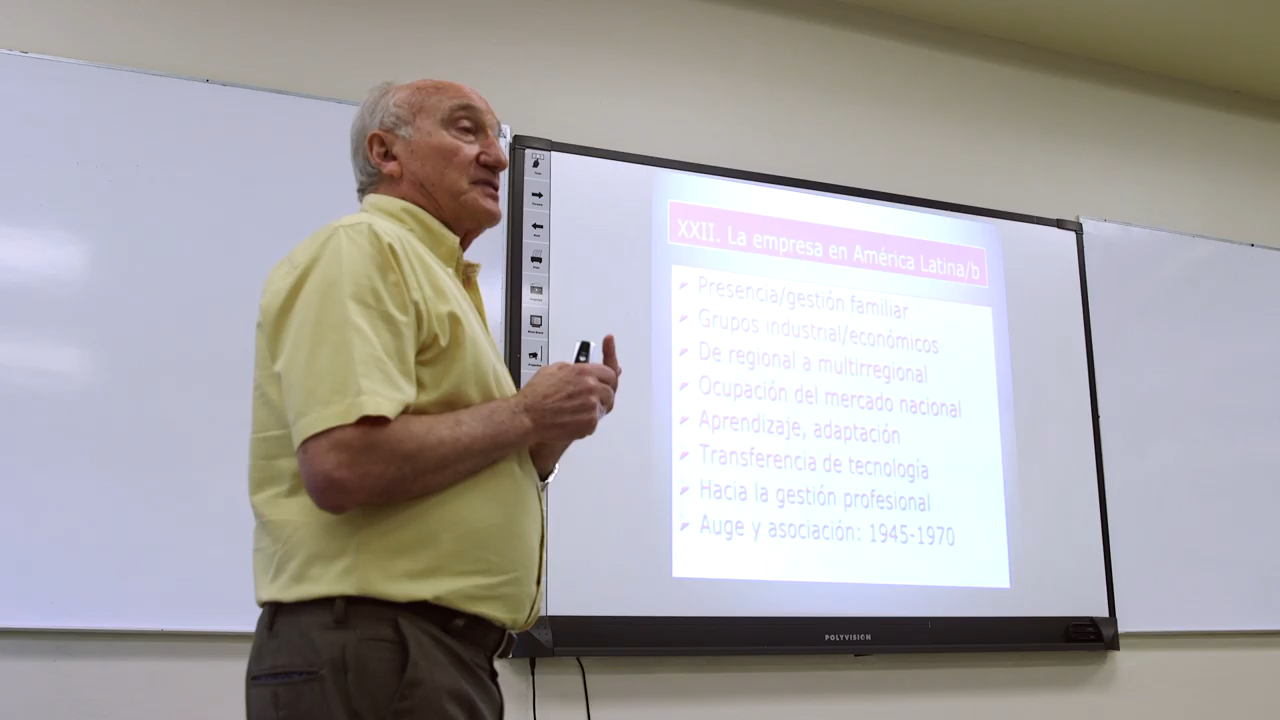 XXII. La empresa en América Latina/b
Presencia/gestión familiar
Grupos industrial/económicos
De regional a multirregional
Ocupación del mercado nacional
Aprendizaje, adaptación
Transferencia de tecnología
Hacia la gestión profesional
Auge y asociación: 1945-1970
POLYVISION